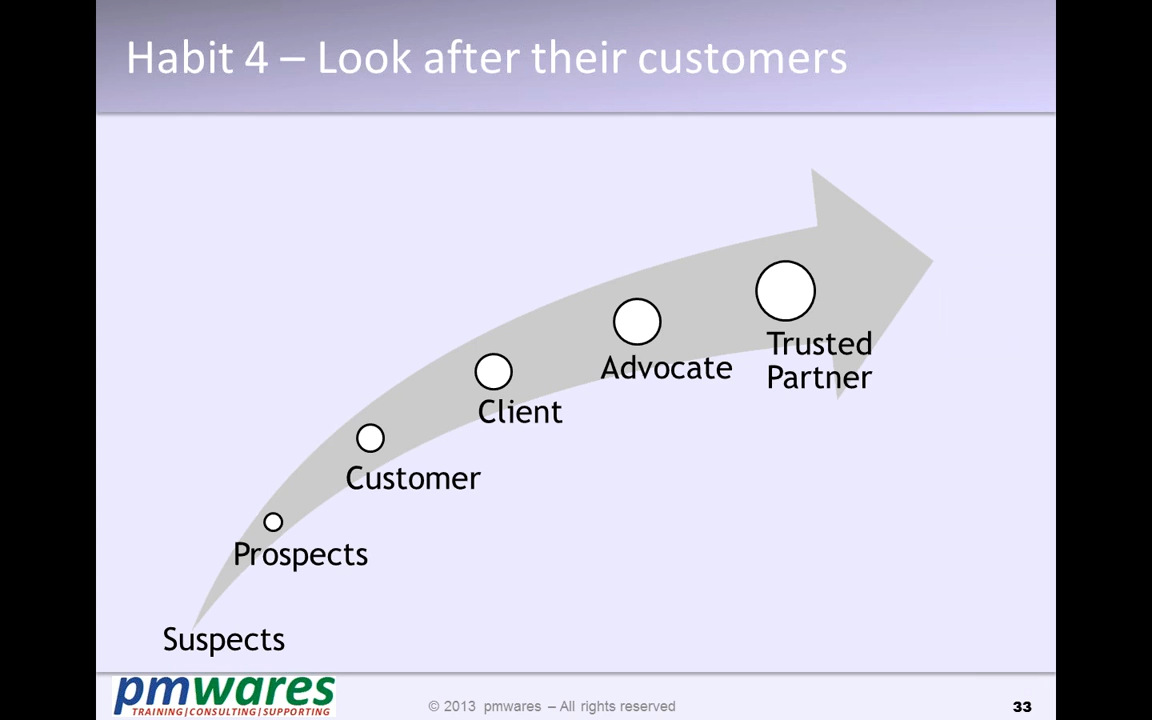 Habit 4 – Look after their customers
Trusted
Partner
Advocate
Client
Customer
Prospects
Suspects
pmwares
TRAINING|CONSULTING|SUPPORTING
© 2013 pmwares – All rights reserved
33